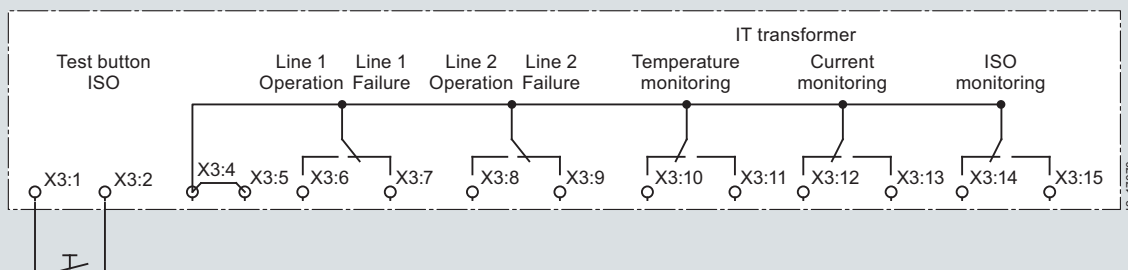 IT transformer
Test button
ISO
Line 1
Operation
Line 1
Failure
Line 2
Operation
Line 2
Failure
Temperature
monitoring
Current
monitoring
ISO
monitoring
X3:1
X3:2
X3:4
X3:5
X3:6
X3:7
X3:8
X3:9
X3:10
X3:11
X3:12
X3:13
X3:14
X3:15